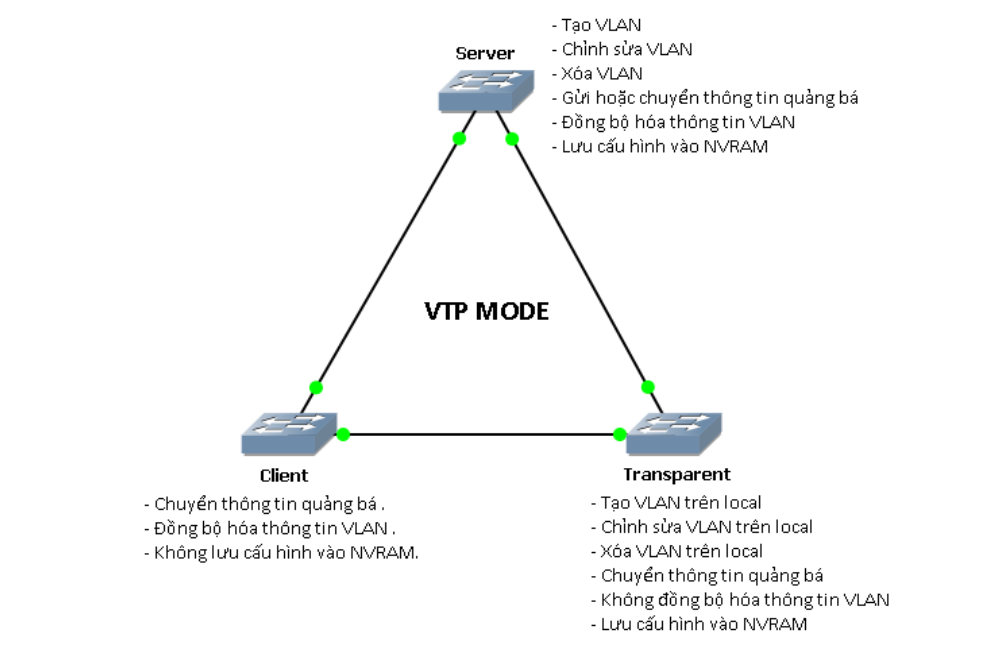 Server
- Tạo VLAN
- Chỉnh sửa VLAN
- Xóa VLAN
- Gửi hoặc chuyển thông tin quảng bá
- Đồng bộ hóa thông tin VLAN
- Lưu cấu hình vào NVRAM
VTP MODE
Client
- Chuyển thông tin quảng bá .
- Đồng bộ hóa thông tin VLAN .
- Không lưu cấu hình vào NVRAM.
Transparent
- Tạo VLAN trên local
- Chỉnh sửa VLAN trên local
- Xóa VLAN trên local
- Chuyển thông tin quảng bá
- Không đồng bộ hóa thông tin VLAN
- Lưu cấu hình vào NVRAM